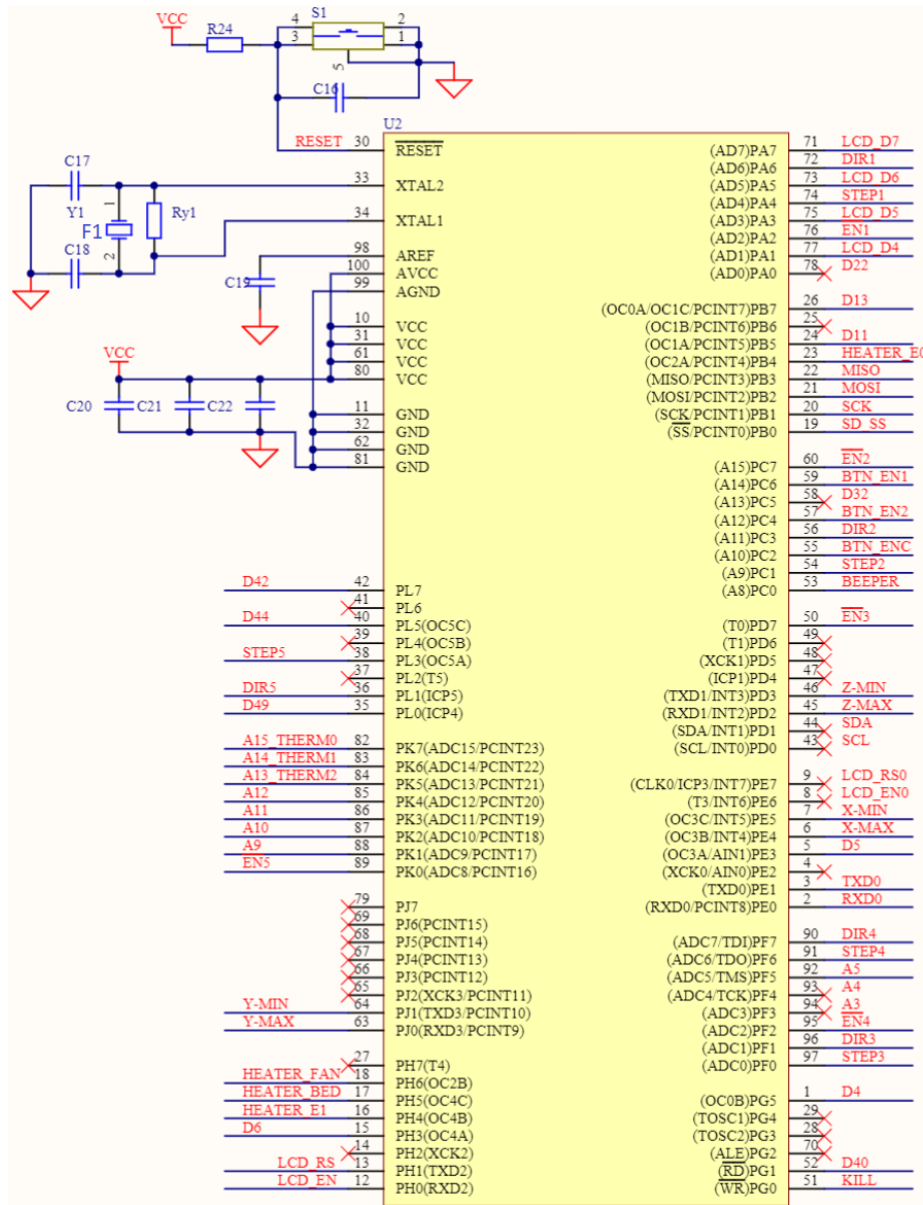 S1
VCC
R24
4
2
3
1
5
C16
U2
RESET 30 RESET
C17
33 XTAL2
1
Y1
Ry1
F1
34 XTAL1
C18
2
98 AREF
C19
100 AVCC
99 AGND
10 VCC
31 VCC
61 VCC
VCC
80 VCC
C20 C21 C22
11 GND
32 GND
62 GND
81 GND
D42 42 PL7
41 PL6
D44 40 PL5(OC5C)
39 PL4(OC5B)
STEP5 38 PL3(OC5A)
37 PL2(T5)
DIR5 36 PL1(ICP5)
D49 35 PL0(ICP4)
A15_THERM0 82 PK7(ADC15/PCINT23)
A14_THERM1 83 PK6(ADC14/PCINT22)
A13_THERM2 84 PK5(ADC13/PCINT21)
A12 85 PK4(ADC12/PCINT20)
A11 86 PK3(ADC11/PCINT19)
A10 87 PK2(ADC10/PCINT18)
A9 88 PK1(ADC9/PCINT17)
EN5 89 PK0(ADC8/PCINT16)
79 PJ7
69 PJ6(PCINT15)
68 PJ5(PCINT14)
67 PJ4(PCINT13)
66 PJ3(PCINT12)
65 PJ2(XCK3/PCINT11)
Y-MIN 64 PJ1(TXD3/PCINT10)
Y-MAX 63 PJ0(RXD3/PCINT9)
27 PH7(T4)
HEATER_FAN 18 PH6(OC2B)
HEATER_BED 17 PH5(OC4C)
HEATER_E1 16 PH4(OC4B)
D6 15 PH3(OC4A)
14 PH2(XCK2)
LCD_RS 13 PH1(TXD2)
LCD_EN 12 PH0(RXD2)
(AD7)PA7 71 LCD_D7
(AD6)PA6 72 DIR1
(AD5)PA5 73 LCD_D6
(AD4)PA4 74 STEP1
(AD3)PA3 75 LCD_D5
(AD2)PA2 76 EN1
(AD1)PA1 77 LCD_D4
(AD0)PA0 78 D22
(OC0A/OC1C/PCINT7)PB7 26 D13
(OC1B/PCINT6)PB6 25
(OC1A/PCINT5)PB5 24 D11
(OC2A/PCINT4)PB4 23 HEATER_E0
(MISO/PCINT3)PB3 22 MISO
(MOSI/PCINT2)PB2 21 MOSI
(SCK/PCINT1)PB1 20 SCK
(SS/PCINT0)PB0 19 SD_SS
(A15)PC7 60 EN2
(A14)PC6 59 BTN_EN1
(A13)PC5 58 D32
(A12)PC4 57 BTN_EN2
(A11)PC3 56 DIR2
(A10)PC2 55 BTN_ENC
(A9)PC1 54 STEP2
(A8)PC0 53 BEEPER
(T0)PD7 50 EN3
(T1)PD6 49
(XCK1)PD5 48
(ICP1)PD4 47
(TXD1/INT3)PD3 46 Z-MIN
(RXD1/INT2)PD2 45 Z-MAX
(SDA/INT1)PD1 44 SDA
(SCL/INT0)PD0 43 SCL
(CLK0/ICP3/INT7)PE7 9 LCD_RS0
(T3/INT6)PE6 8 LCD_EN0
(OC3C/INT5)PE5 7 X-MIN
(OC3B/INT4)PE4 6 X-MAX
(OC3A/AIN1)PE3 5 D5
(XCK0/AIN0)PE2 4
(TXD0)PE1 3 TXD0
(RXD0/PCINT8)PE0 2 RXD0
(ADC7/TDI)PF7 90 DIR4
(ADC6/TDO)PF6 91 STEP4
(ADC5/TMS)PF5 92 A5
(ADC4/TCK)PF4 93 A4
(ADC3)PF3 94 A3
(ADC2)PF2 95 EN4
(ADC1)PF1 96 DIR3
(ADC0)PF0 97 STEP3
(OC0B)PG5 1 D4
(TOSC1)PG4 29
(TOSC2)PG3 28
(ALE)PG2 70
(RD)PG1 52 D40
(WR)PG0 51 KILL